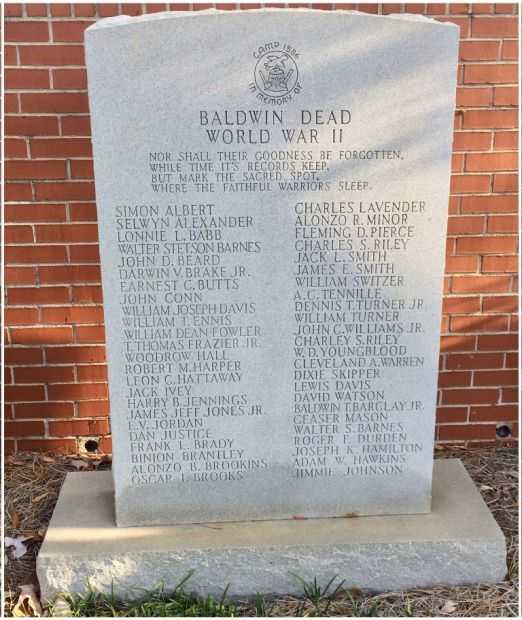 CAMP 1556
IN MEMORY OF
BALDWIN DEAD
WORLD WAR II
NOR SHALL THEIR GOODNESS BE FORGOTTEN,
WHILE TIME IT'S RECORDS KEEP,
BUT MARK THE SACRED SPOT,
WHERE THE FAITHFUL WARRIORS SLEEP.
SIMON ALBERT
SELWYN ALEXANDER
LONNIE L. BABB
WALTER STETSON BARNES
JOHN D. BEARD
DARWIN V. BRAKE, JR.
EARNEST C. BUTTS
JOHN CONN
WILLIAM JOSEPH DAVIS
WILLIAM T. ENNIS
WILLIAM DEAN FOWLER
J. THOMAS FRAZIER JR.
WOODROW HALL
ROBERT M. HARPER
LEON C. HATTAWAY
JACK IVEY
HARRY B. JENNINGS
JAMES JEFF JONES JR.
E.V. JORDAN
DAN JUSTICE
FRANK L. BRADY
BINION BRANTLEY
ALONZO B. BROOKINS
OSCAR I. BROOKS
CHARLES LAVENDER
ALONZO R. MINOR
FLEMING D. PIERCE
CHARLES S. RILEY
JACK L. SMITH
JAMES E. SMITH
WILLIAM SWITZER
A.C. TENNILLE
DENNIS T. TURNER JR.
WILLIAM TURNER
JOHN C. WILLIAMS JR.
CHARLEY S. RILEY
W.D. YOUNGBLOOD
CLEVELAND A. WARREN
DIXIE SKIPPER
LEWIS DAVIS
DAVID WATSON
BALDWIN T. BARCLAY, JR.
CEASER MASON
WALTER S. BARNES
ROGER F. DURDEN
JOSEPH K. HAMILTON
ADAM W. HAWKINS
JIMMIE JOHNSON